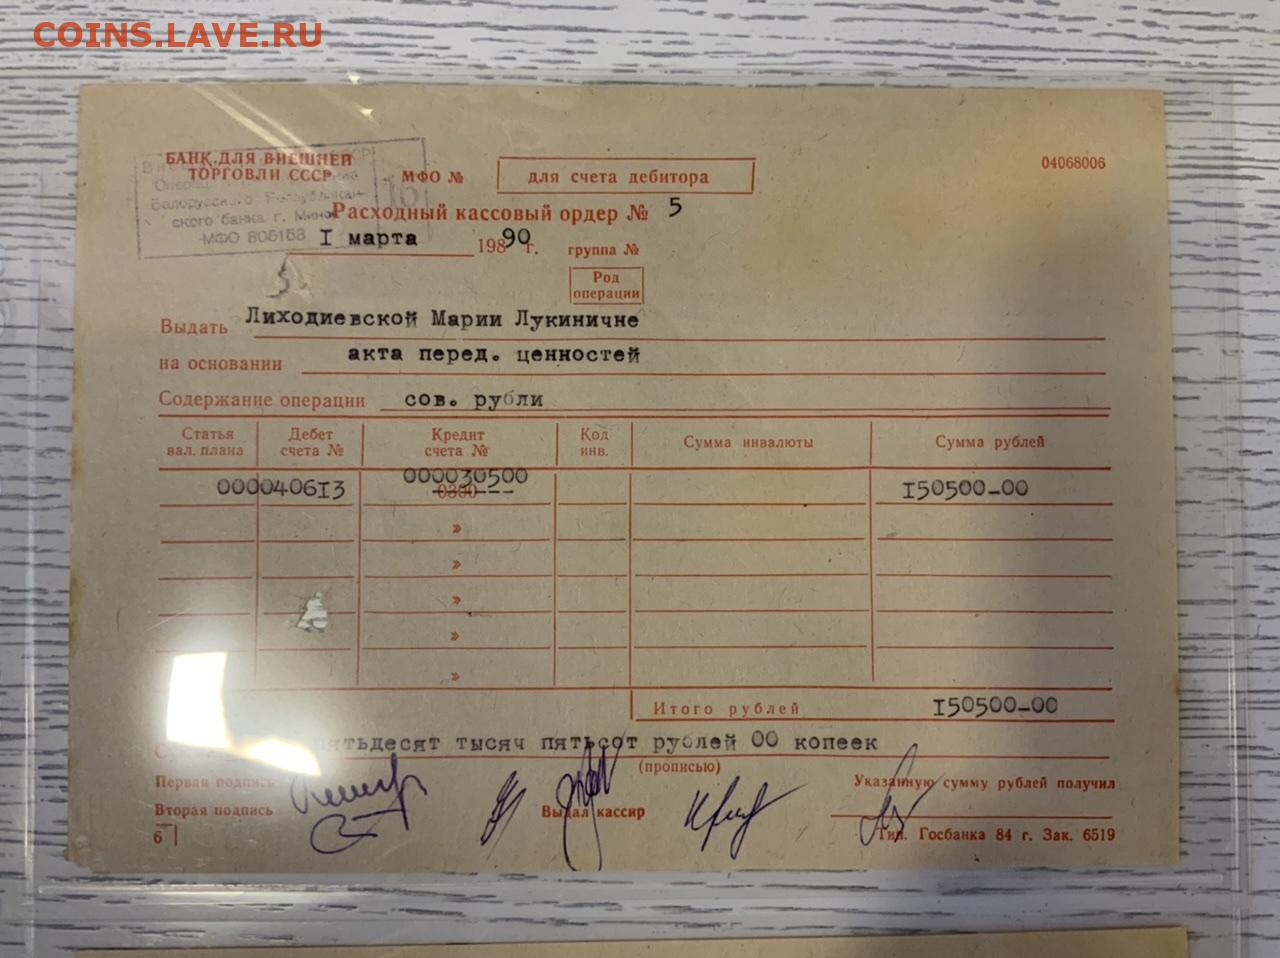 COINS.LAVE.RU
БАНК ДЛЯ ВНЕШНЕЙ
ТОРГОВЛИ СССР
МФО №
для счета дебитора
04068006
16
Белорусского
ского банка г. Минск
МФО 805153
Расходный кассовый ордер № 5
I марта 19890г.
группа №
Род
операции
Выдать Лиходиевской Марии Лукиничне
на основании акта перед. ценностей
Содержание операции сов. рубли
Статья вал. плана Дебет счета № Кредит счета № Код инв. Сумма инвалюты Сумма рублей
000040613 000030500 150500-00
0300
»
»
»
»
»
Итого рублей I50500-00
тысяч пятьсот рублей 00 копеек
(прописью)
Первая подпись
Указанную сумму рублей получил
Вторая подпись
Выдал кассир
6
Тип. Госбанка 84 г. Зак. 6519